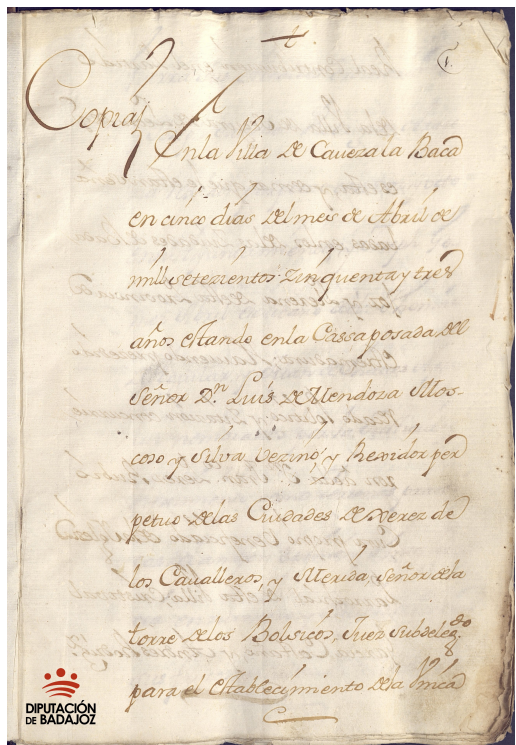 1.
Copia
En la Villa de Caveza la Baca
en cinco dias del mes de Abril de
mill setezientos zinquenta y tres
años estando en la Cassa posada del
Señor Dn. Luis de Mendoza Mos-
coso y Silva Vezino, y Rexidor per
petuo de las Ciudades de Xerez de
los Cavalleros, y Merida, Señor de la
torre de los Bolsicos, Juez Subdelegdo
para el establecimiento de la Vnica
DIPUTACIÓN
DE BADAJOZ